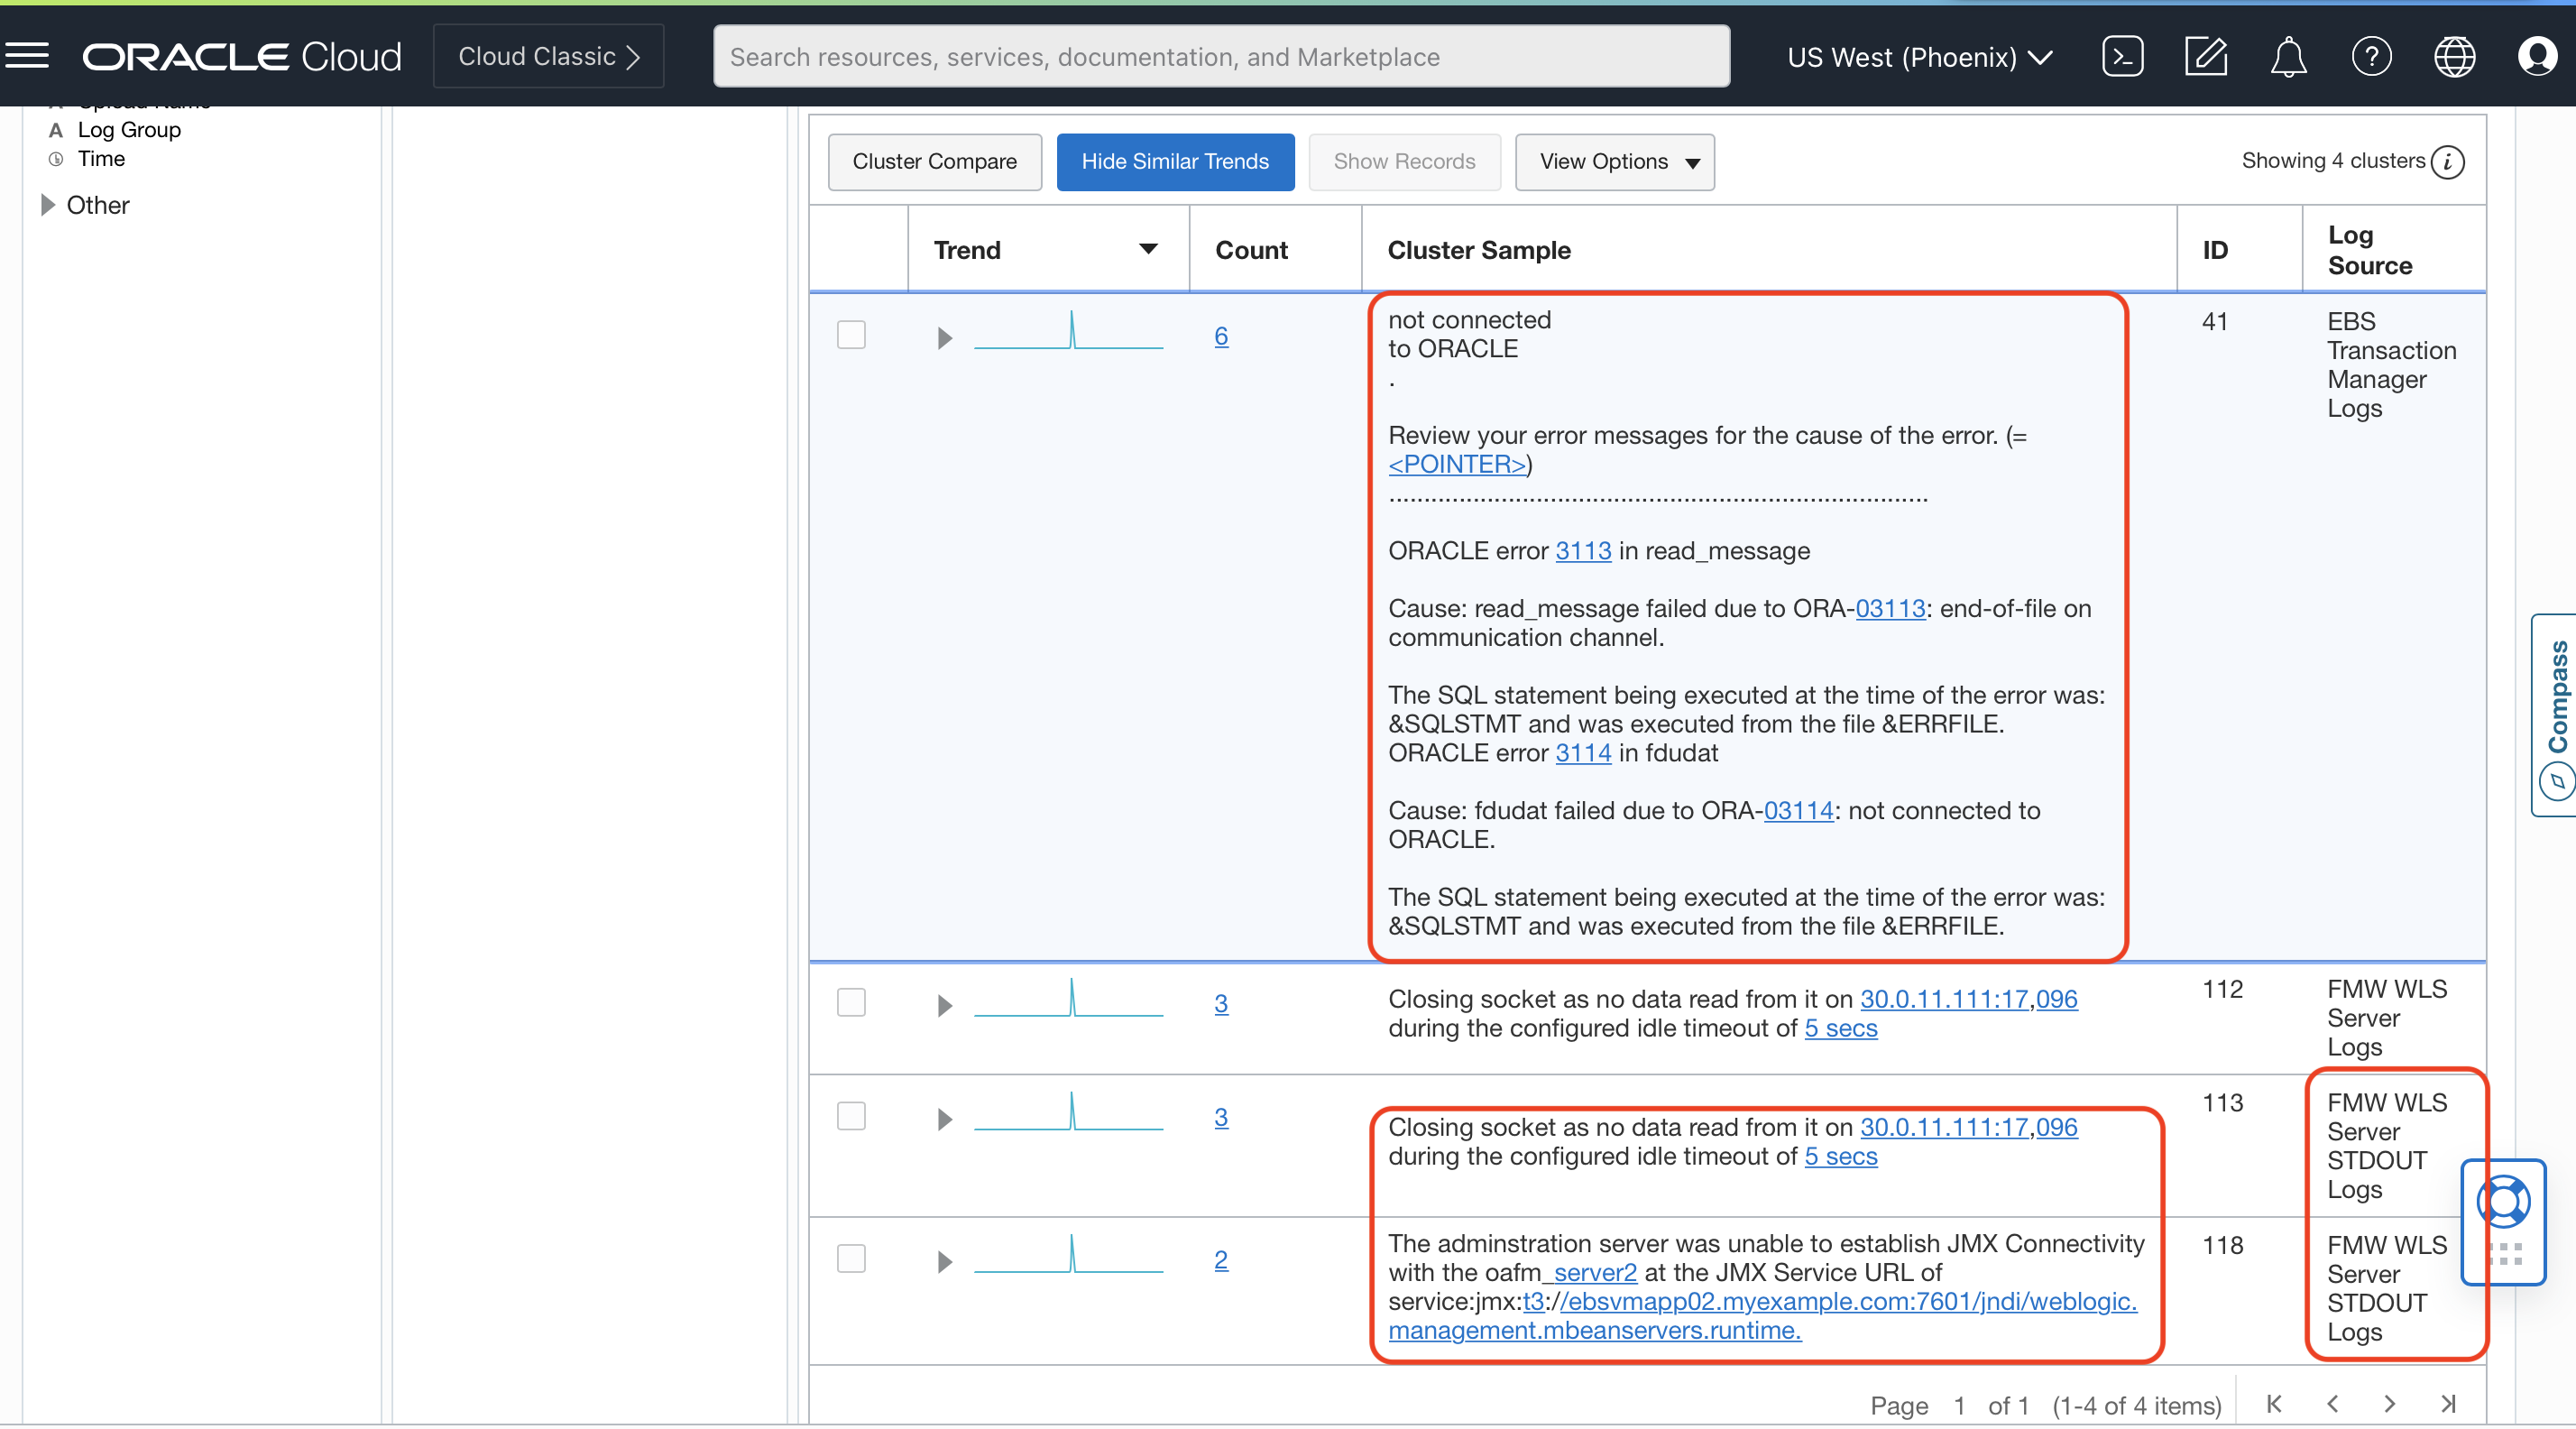 ORACLE Cloud
Cloud Classic
Search resources, services, documentation, and Marketplace
US West (Phoenix)
Upload Name
Log Group
Time
Other
Cluster Compare
Hide Similar Trends
Show Records
View Options
Showing 4 clusters
Trend
Count
Cluster Sample
ID
Log
Source
6
not connected
to ORACLE
.
Review your error messages for the cause of the error. (=
<POINTER>)
.............................................................................
ORACLE error 3113 in read_message
Cause: read_message failed due to ORA-03113: end-of-file on
communication channel.
The SQL statement being executed at the time of the error was:
&SQLSTMT and was executed from the file &ERRFILE.
ORACLE error 3114 in fdudat
Cause: fdudat failed due to ORA-03114: not connected to
ORACLE.
The SQL statement being executed at the time of the error was:
&SQLSTMT and was executed from the file &ERRFILE.
41
EBS
Transaction
Manager
Logs
3
Closing socket as no data read from it on 30.0.11.111:17,096
during the configured idle timeout of 5 secs
112
FMW WLS
Server
Logs
3
Closing socket as no data read from it on 30.0.11.111:17,096
during the configured idle timeout of 5 secs
113
FMW WLS
Server
STDOUT
Logs
2
The adminstration server was unable to establish JMX Connectivity
with the oafm_server2 at the JMX Service URL of
service:jmx:t3://ebsvmapp02.myexample.com:7601/jndi/weblogic.
management.mbeanservers.runtime.
118
FMW WLS
Server
STDOUT
Logs
Compass
Page 1 of 1 (1-4 of 4 items)